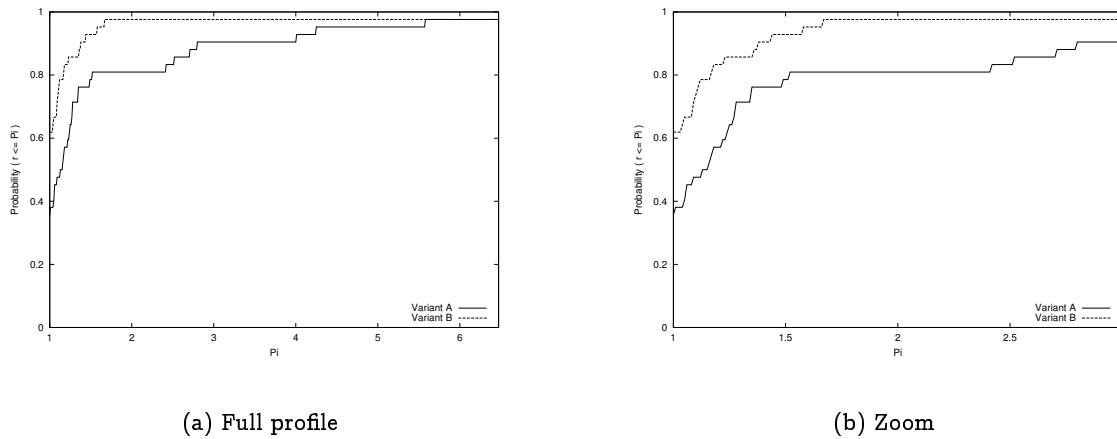 1
0.8
0.6
0.4
0.2
0
Probability ( r <= Pi )
Variant A
Variant B
1 2 3 4 5 6
Pi
(a) Full profile
1
0.8
0.6
0.4
0.2
0
Probability ( r <= Pi )
Variant A
Variant B
1 1.5 2 2.5
Pi
(b) Zoom